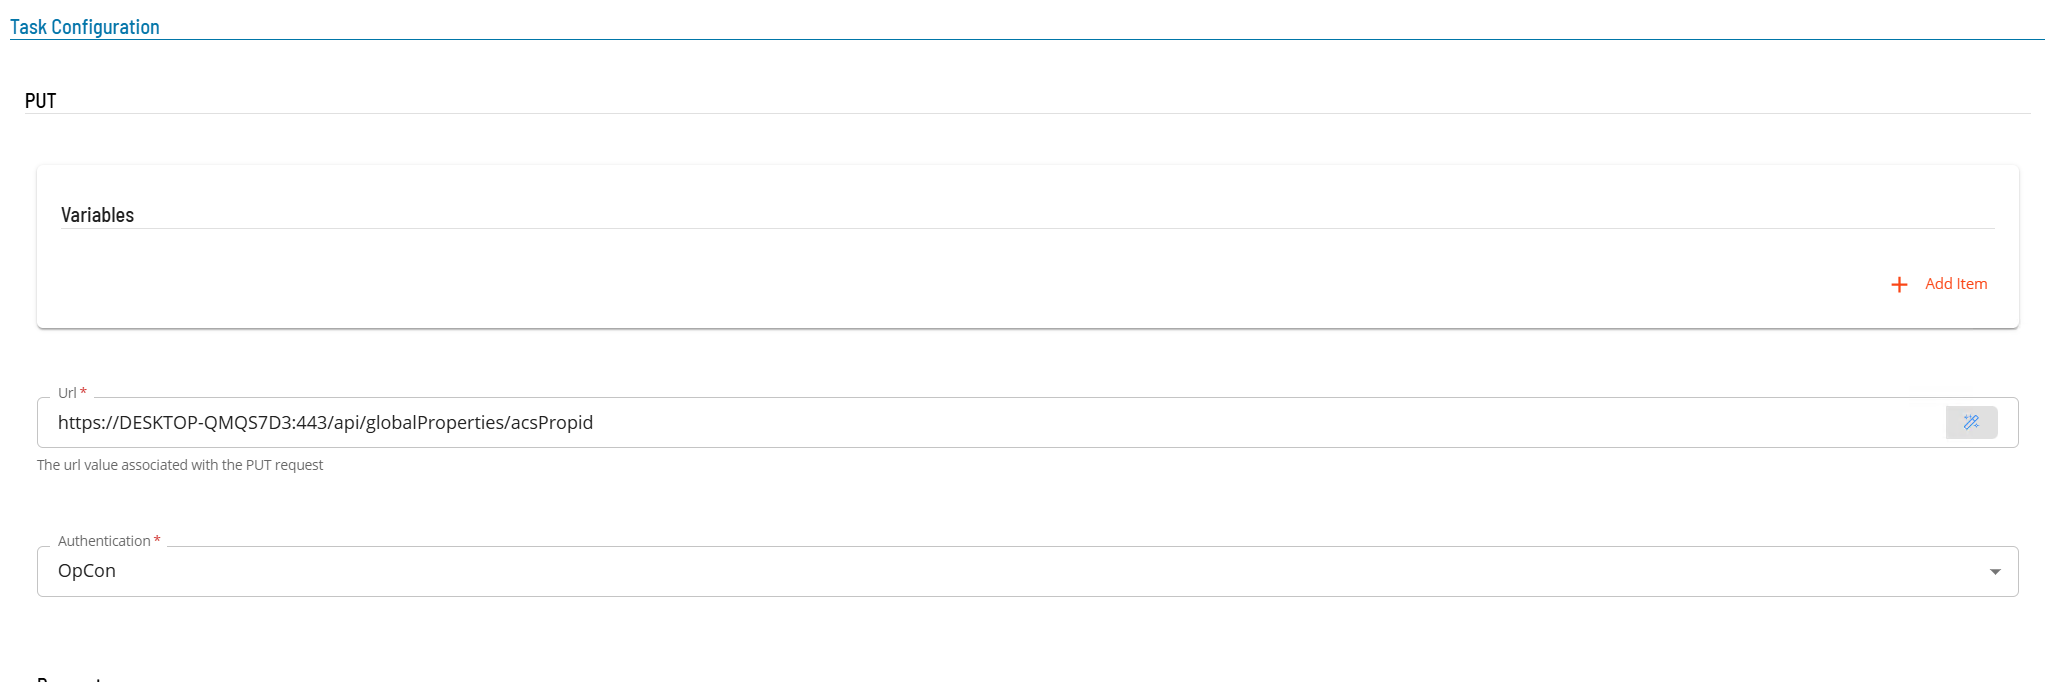 Task Configuration
PUT
Variables
Add Item
Url *
https://DESKTOP-QMQS7D3:443/api/globalProperties/acsPropid
The url value associated with the PUT request
Authentication *
OpCon